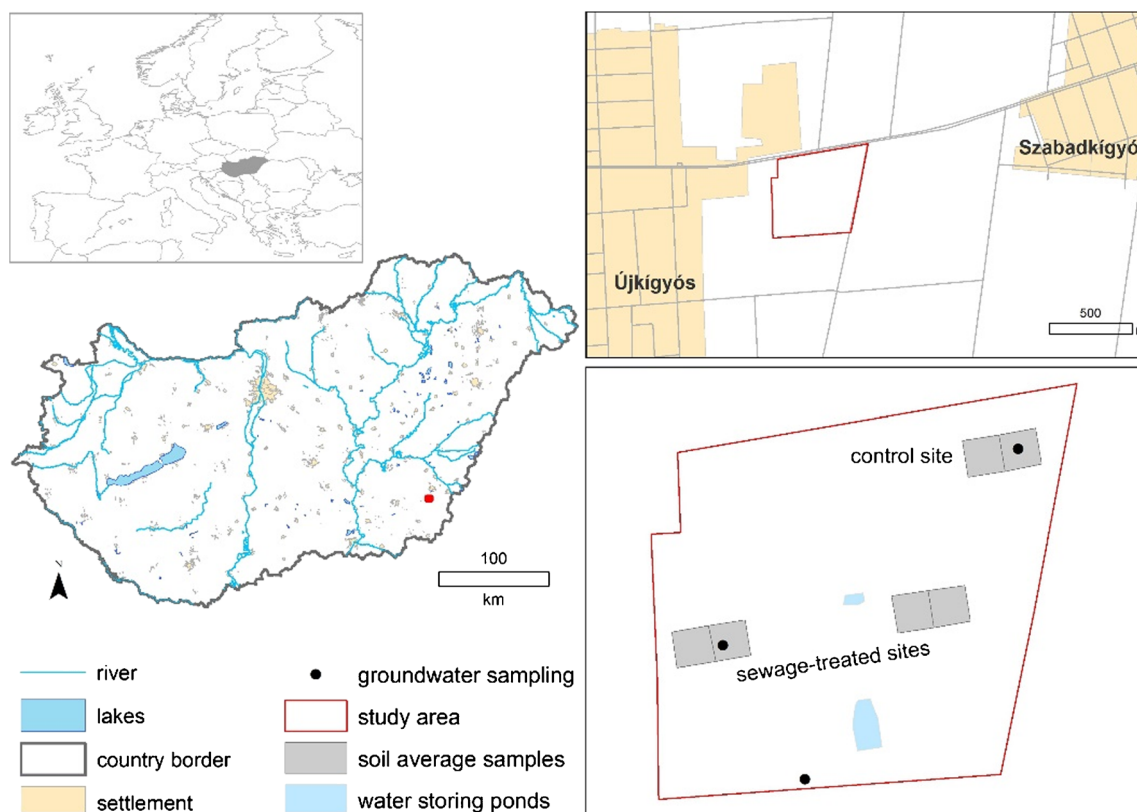 Szabadkígyó
Újkígyós
500
control site
sewage-treated sites
N
100
km
river
lakes
country border
settlement
groundwater sampling
study area
soil average samples
water storing ponds